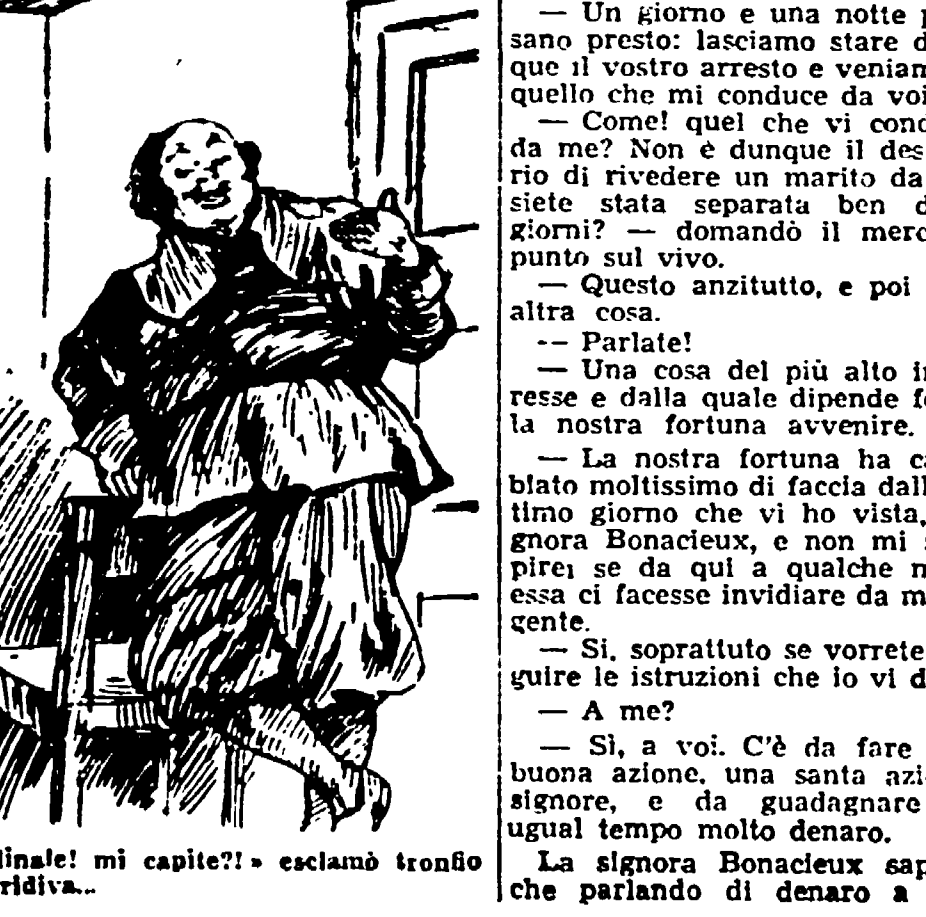 dinale! mi capite?! » esclamò tronfio
ridiva...
— Un giorno e una notte p
sano presto: lasciamo stare d
que il vostro arresto e venian
quello che mi conduce da voi
— Come! quel che vi cond
da me? Non è dunque il des
rio di rivedere un marito da
siete stata separata ben d
giorni? — domandò il merc
punto sul vivo.
— Questo anzitutto, e poi
altra cosa.
-- Parlate!
— Una cosa del più alto in
resse e dalla quale dipende fo
la nostra fortuna avvenire.
— La nostra fortuna ha ca
biato moltissimo di faccia dall
timo giorno che vi ho vista,
gnora Bonacieux, e non mi s
pirei se da qui a qualche m
essa ci facesse invidiare da m
gente.
— Si, soprattutto se vorrete
guire le istruzioni che io vi d
— A me?
— Sì, a voi. C'è da fare
buona azione, una santa azi
signore, e da guadagnare
ugual tempo molto denaro.
La signora Bonacieux sap
che parlando di denaro a